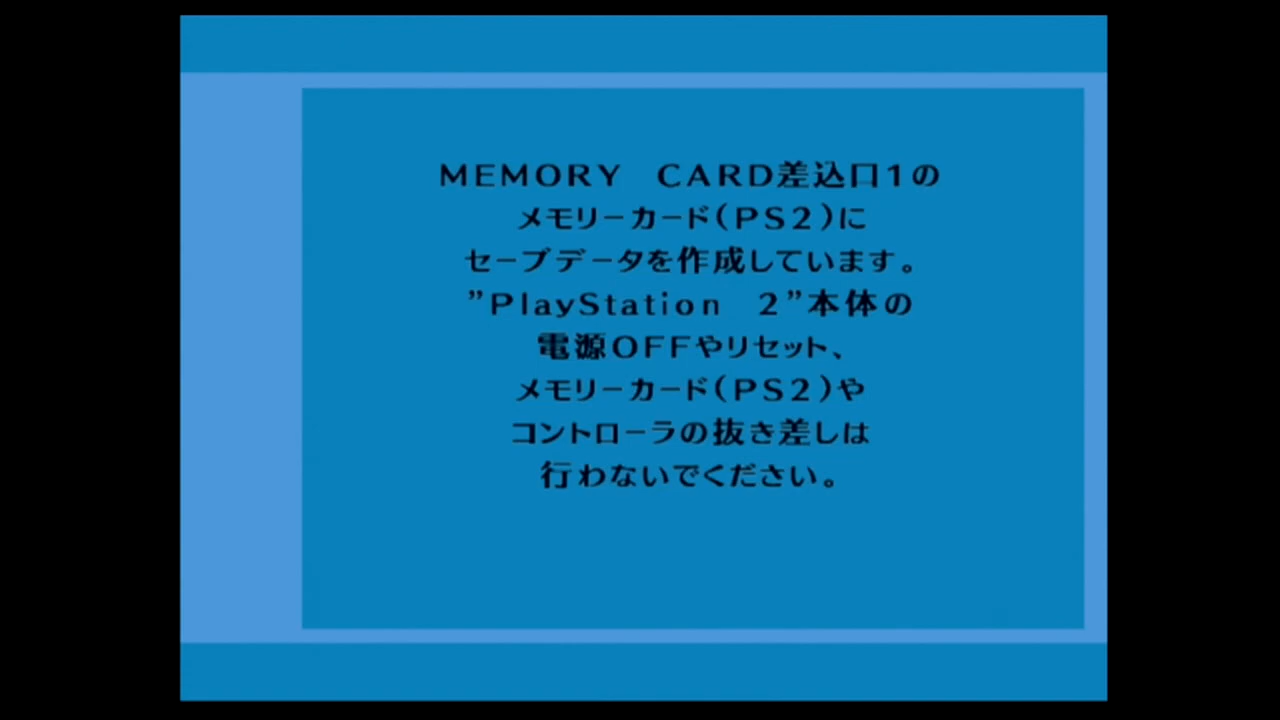 MEMORY CARD差込口1の
メモリーカード(PS2)に
セーブデータを作成しています。
”PlayStation 2”本体の
電源OFFやリセット、
メモリーカード(PS2)や
コントローラの抜き差しは
行わないでください。